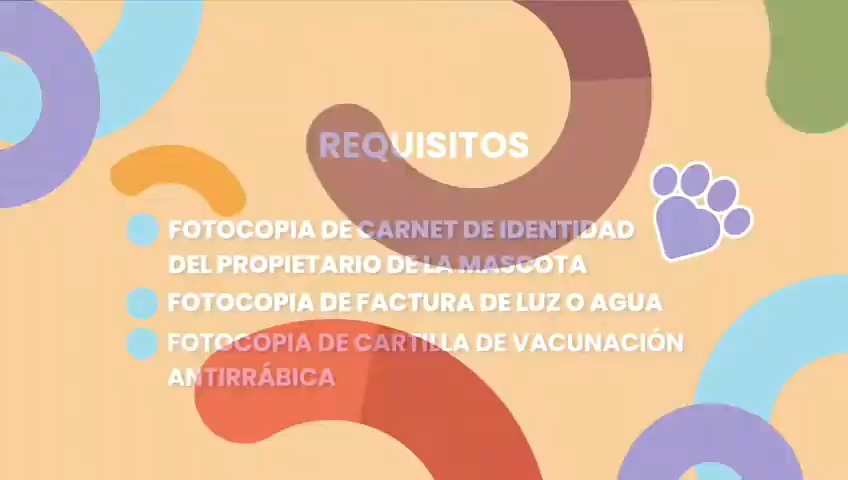 REQUISITOS
FOTOCOPIA DE CARNET DE IDENTIDAD
DEL PROPIETARIO DE LA MASCOTA
FOTOCOPIA DE FACTURA DE LUZ O AGUA
FOTOCOPIA DE CARTILLA DE VACUNACIÓN
ANTIRRÁBICA